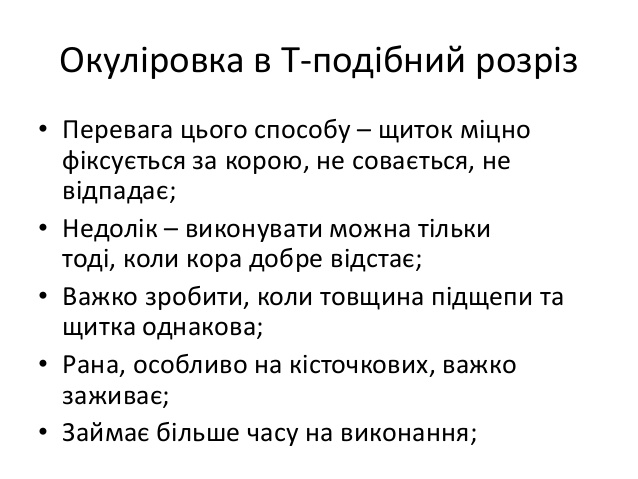 Окуліровка в Т-подібний розріз
• Перевага цього способу – щиток міцно
фіксується за корою, не совається, не
відпадає;
• Недолік – виконувати можна тільки
тоді, коли кора добре відстає;
• Важко зробити, коли товщина підщепи та
щитка однакова;
• Рана, особливо на кісточкових, важко
заживає;
• Займає більше часу на виконання;